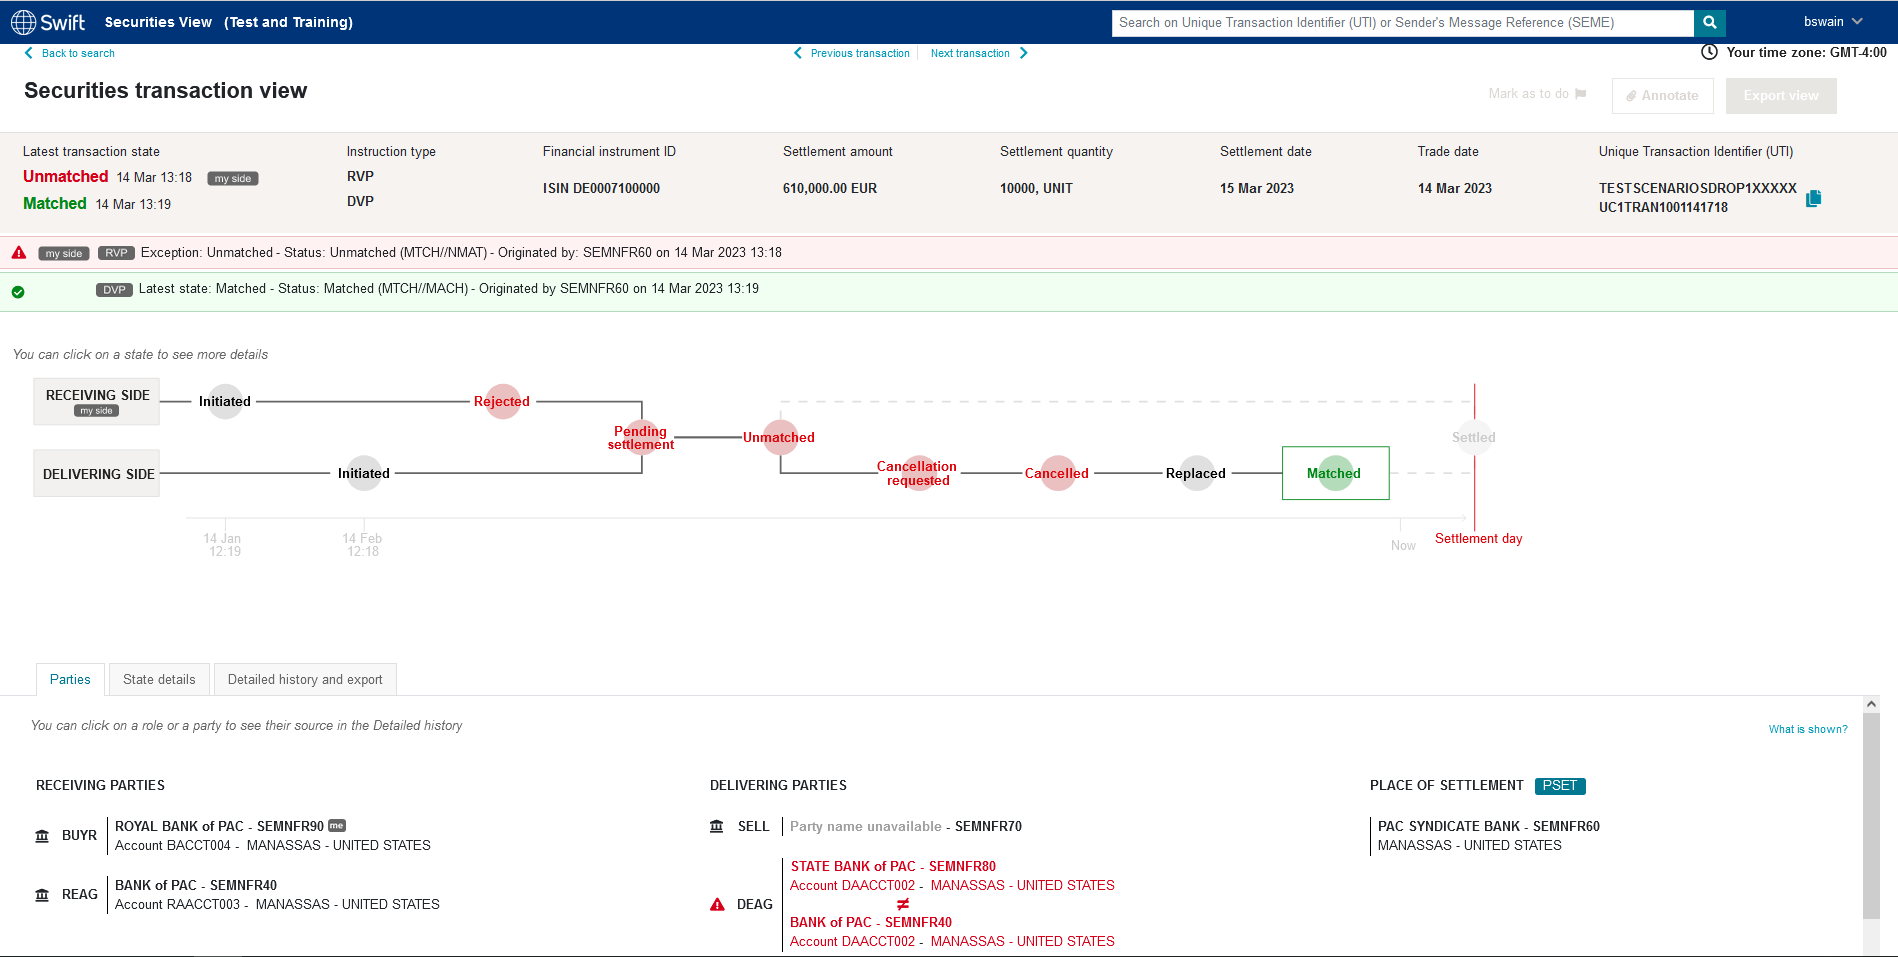 Swift Securities View (Test and Training)
Search on Unique Transaction Identifier (UTI) or Sender's Message Reference (SEME)
bswain
Back to search
Previous transaction
Next transaction
Your time zone: GMT-4:00
Securities transaction view
Mark as to do
Annotate
Export view
Latest transaction state
Unmatched 14 Mar 13:18 my side
Matched 14 Mar 13:19
Instruction type
RVP
DVP
Financial instrument ID
ISIN DE0007100000
Settlement amount
610,000.00 EUR
Settlement quantity
10000, UNIT
Settlement date
15 Mar 2023
Trade date
14 Mar 2023
Unique Transaction Identifier (UTI)
TESTSCENARIOSDROP1XXXXX
UC1TRAN1001141718
my side RVP Exception: Unmatched - Status: Unmatched (MTCH//NMAT) - Originated by: SEMNFR60 on 14 Mar 2023 13:18
DVP Latest state: Matched - Status: Matched (MTCH//MACH) - Originated by SEMNFR60 on 14 Mar 2023 13:19
You can click on a state to see more details
RECEIVING SIDE
my side
Initiated
Rejected
Pending
settlement
Unmatched
Settled
DELIVERING SIDE
Initiated
Cancellation
requested
Cancelled
Replaced
Matched
14 Jan
12:19
14 Feb
12:18
Now
Settlement day
Parties
State details
Detailed history and export
You can click on a role or a party to see their source in the Detailed history
What is shown?
RECEIVING PARTIES
BUYR
ROYAL BANK of PAC - SEMNFR90 me
Account BACCT004 - MANASSAS - UNITED STATES
REAG
BANK of PAC - SEMNFR40
Account RAACCT003 - MANASSAS - UNITED STATES
DELIVERING PARTIES
SELL
Party name unavailable - SEMNFR70
DEAG
STATE BANK of PAC - SEMNFR80
Account DAACCT002 - MANASSAS - UNITED STATES
≠
BANK of PAC - SEMNFR40
Account DAACCT002 - MANASSAS - UNITED STATES
PLACE OF SETTLEMENT PSET
PAC SYNDICATE BANK - SEMNFR60
MANASSAS - UNITED STATES